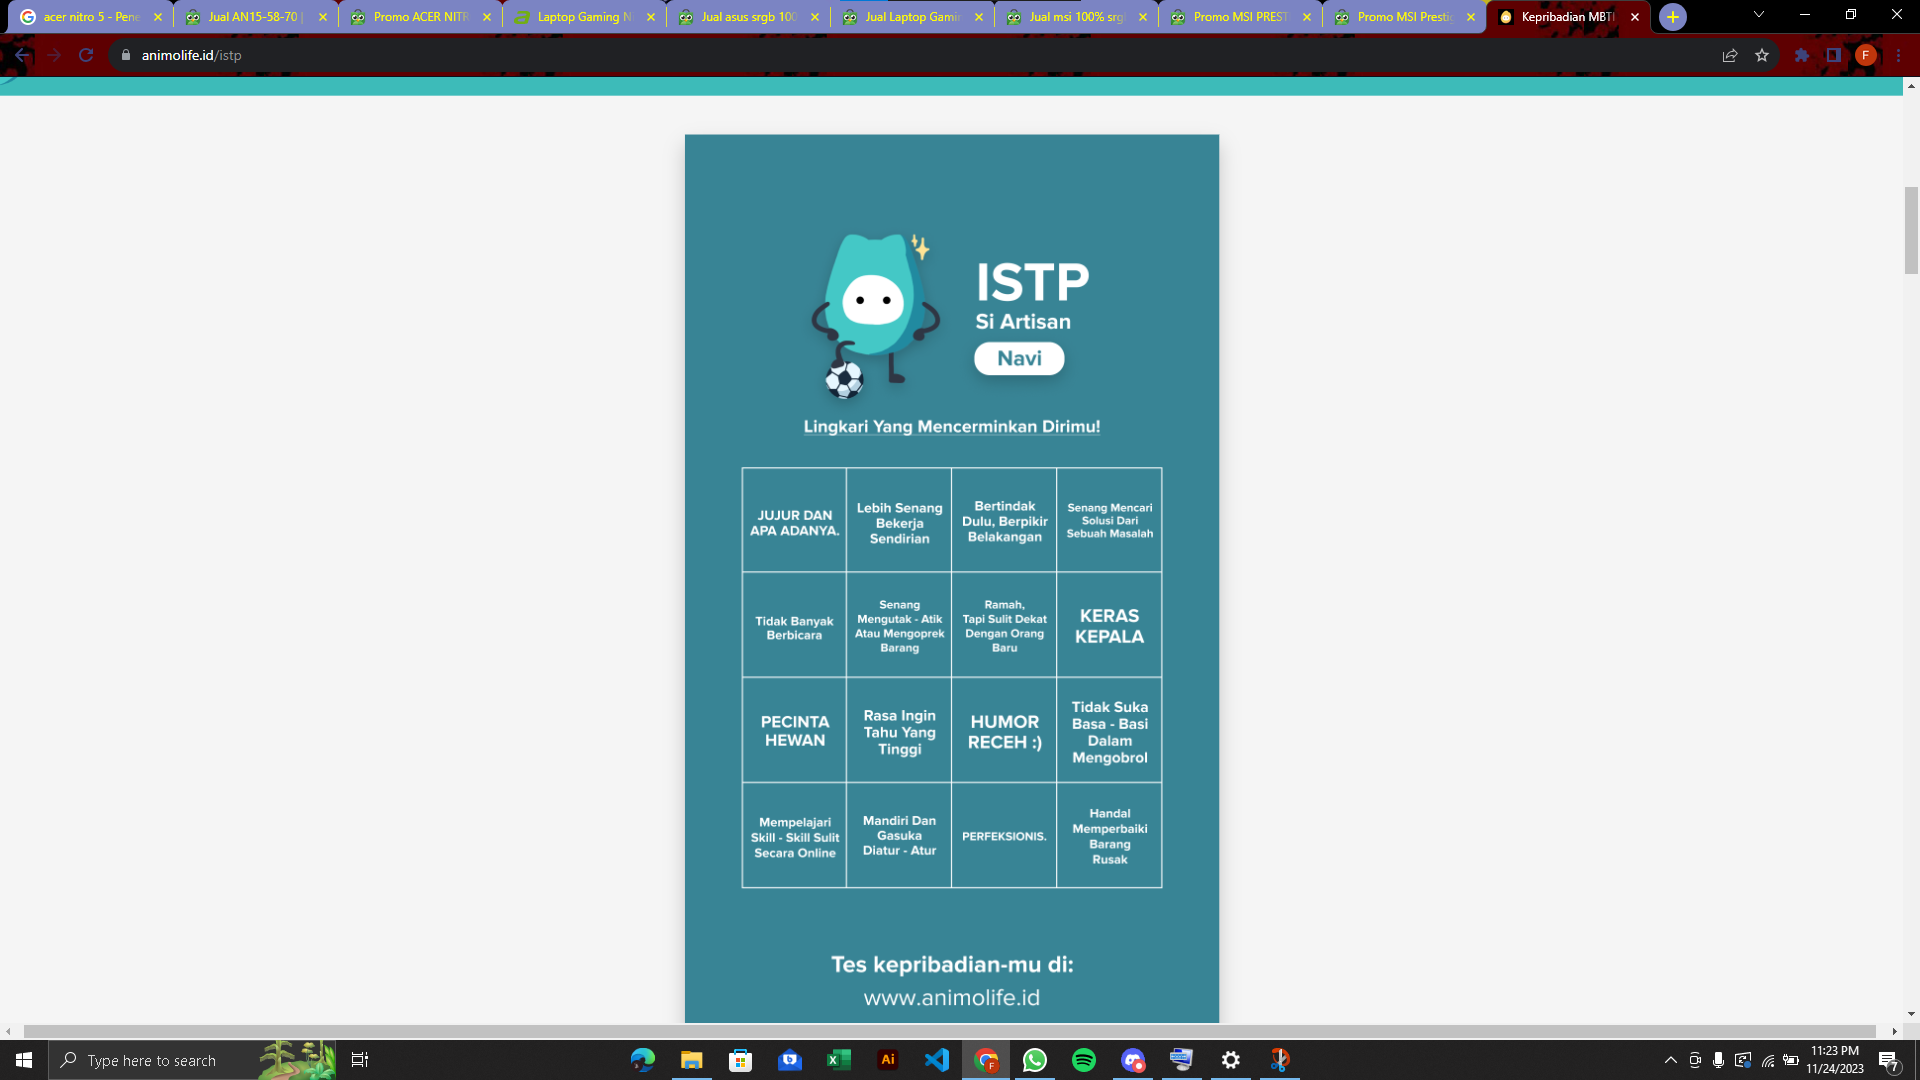 acer nitro 5 - Pene
Jual AN15-58-70 |
Promo ACER NITR
Laptop Gaming N
Jual asus srgb 100
Jual Laptop Gamin
Jual msi 100% srg
Promo MSI PREST
Promo MSI Prestig
Kepribadian MBTI
animolife.id/istp
F
ISTP
Si Artisan
Navi
Lingkari Yang Mencerminkan Dirimu!
JUJUR DAN
APA ADANYA.
Lebih Senang
Bekerja
Sendirian
Bertindak
Dulu, Berpikir
Belakangan
Senang Mencari
Solusi Dari
Sebuah Masalah
Tidak Banyak
Berbicara
Senang
Mengutak - Atik
Atau Mengoprek
Barang
Ramah,
Tapi Sulit Dekat
Dengan Orang
Baru
KERAS
KEPALA
PECINTA
HEWAN
Rasa Ingin
Tahu Yang
Tinggi
HUMOR
RECEH :)
Tidak Suka
Basa - Basi
Dalam
Mengobrol
Mempelajari
Skill - Skill Sulit
Secara Online
Mandiri Dan
Gasuka
Diatur - Atur
PERFEKSIONIS.
Handal
Memperbaiki
Barang
Rusak
Tes kepribadian-mu di:
www.animolife.id
Type here to search
Ai
F
11:23 PM
11/24/2023
7